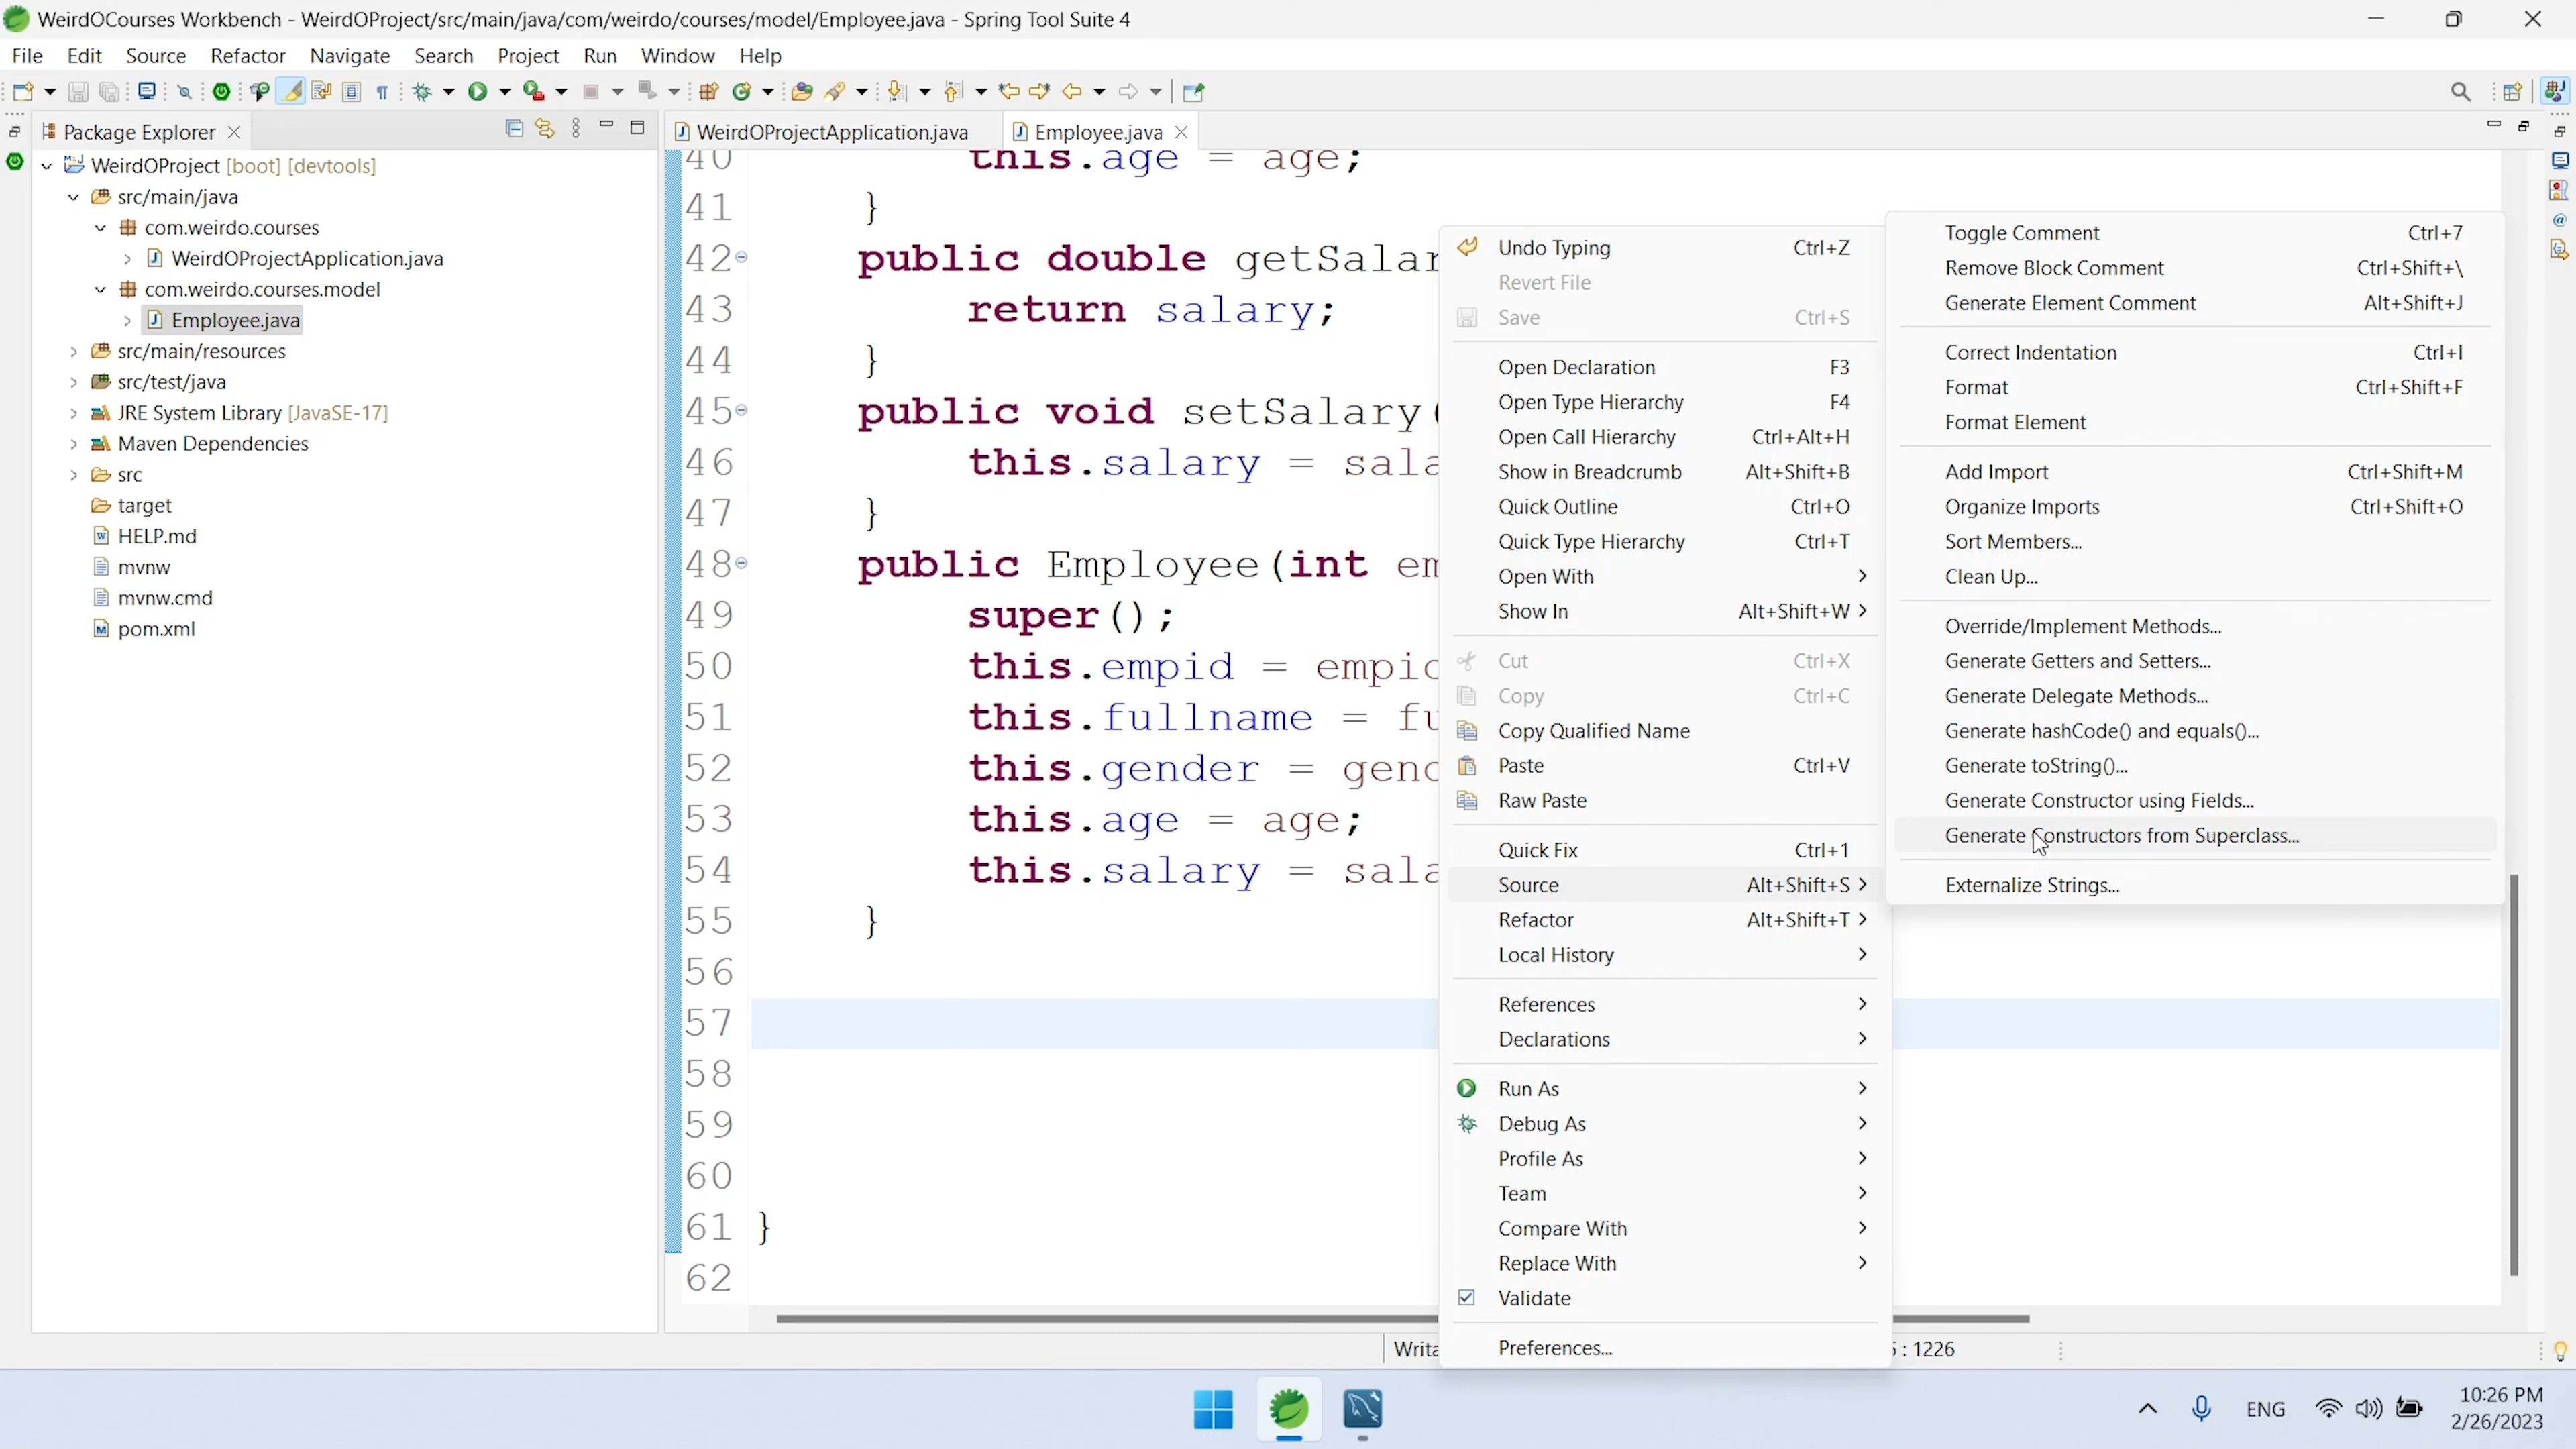 WeirdOCourses Workbench - WeirdOProject/src/main/java/com/weirdo/courses/model/Employee.java - Spring Tool Suite 4
File Edit Source Refactor Navigate Search Project Run Window Help
Package Explorer
WeirdOProject [boot] [devtools]
src/main/java
com.weirdo.courses
WeirdOProjectApplication.java
com.weirdo.courses.model
Employee.java
src/main/resources
src/test/java
JRE System Library [JavaSE-17]
Maven Dependencies
src
target
HELP.md
mvnw
mvnw.cmd
pom.xml
WeirdOProjectApplication.java Employee.java
40 this.age = age;
41 }
42 public double getSalar
43 return salary;
44 }
45 public void setSalary(
46 this.salary = sala
47 }
48 public Employee(int em
49 super();
50 this.empid = empid
51 this.fullname = fu
52 this.gender = gend
53 this.age = age;
54 this.salary = sala
55 }
56
57
58
59
60
61 }
62
Undo Typing Ctrl+Z
Revert File
Save Ctrl+S
Open Declaration F3
Open Type Hierarchy F4
Open Call Hierarchy Ctrl+Alt+H
Show in Breadcrumb Alt+Shift+B
Quick Outline Ctrl+O
Quick Type Hierarchy Ctrl+T
Open With
Show In Alt+Shift+W
Cut Ctrl+X
Copy Ctrl+C
Copy Qualified Name
Paste Ctrl+V
Raw Paste
Quick Fix Ctrl+1
Source Alt+Shift+S
Refactor Alt+Shift+T
Local History
References
Declarations
Run As
Debug As
Profile As
Team
Compare With
Replace With
Validate
Preferences...
Toggle Comment Ctrl+7
Remove Block Comment Ctrl+Shift+\
Generate Element Comment Alt+Shift+J
Correct Indentation Ctrl+I
Format Ctrl+Shift+F
Format Element
Add Import Ctrl+Shift+M
Organize Imports Ctrl+Shift+O
Sort Members...
Clean Up...
Override/Implement Methods...
Generate Getters and Setters...
Generate Delegate Methods...
Generate hashCode() and equals()...
Generate toString()...
Generate Constructor using Fields...
Generate Constructors from Superclass...
Externalize Strings...
Writa : 1226
ENG
10:26 PM
2/26/2023